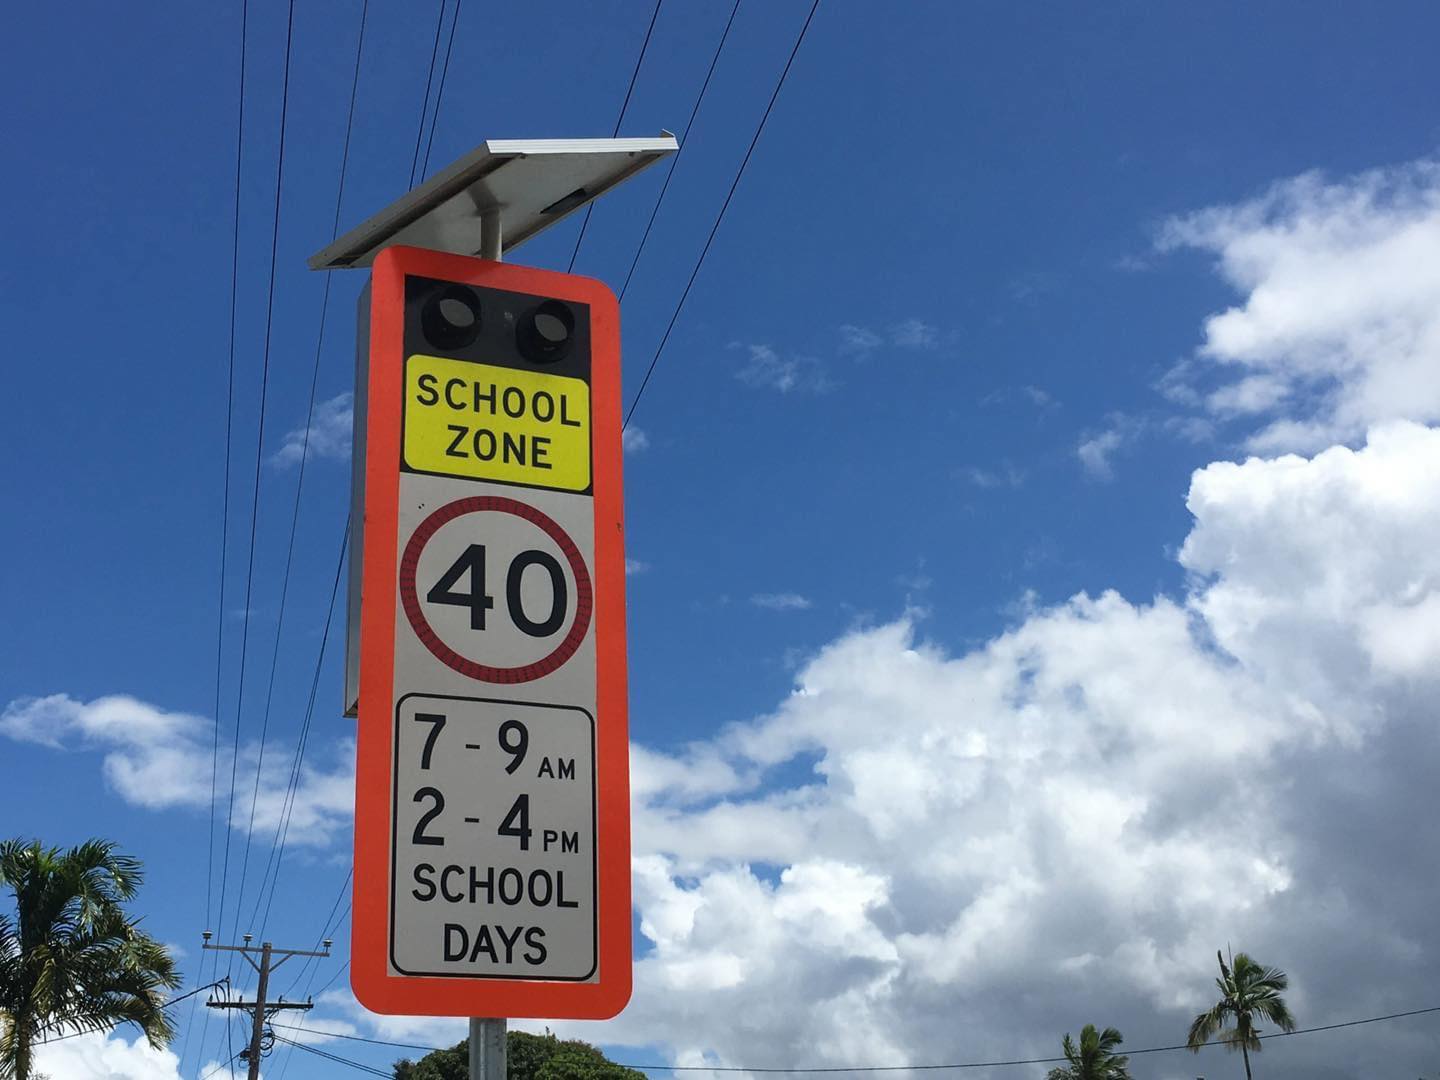 SCHOOL
ZONE
40
7 - 9 AM
2 - 4 PM
SCHOOL
DAYS